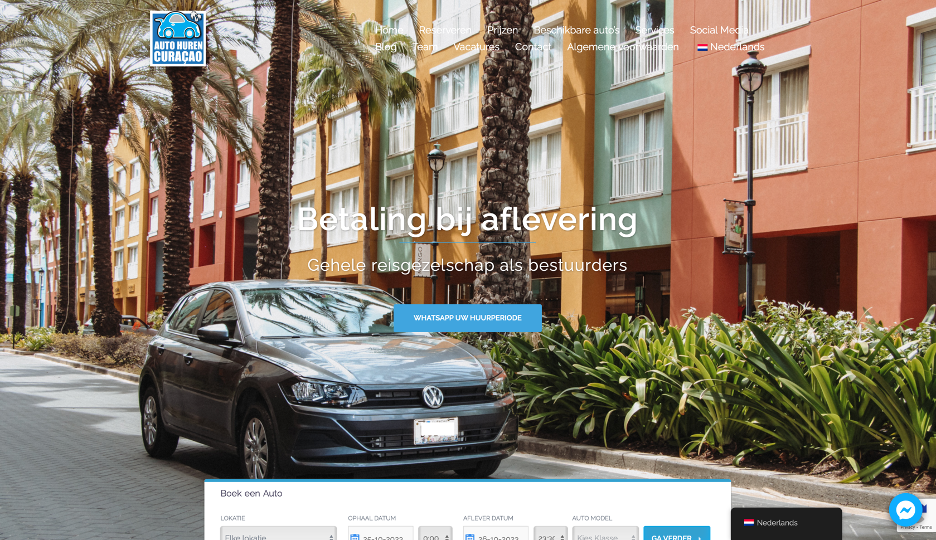 AUTO HUREN
CURAÇAO
Home Reserveren Prijzen Beschikbare auto's Services Social Media
Blog Team Vacatures Contact Algemene voorwaarden Nederlands
Betaling bij aflevering
Gehele reisgezelschap als bestuurders
WHATSAPP UW HUURPERIODE
Boek een Auto
LOKATIE OPHAAL DATUM AFLEVER DATUM AUTO MODEL
Elke lokatie 25-10-2023 0:00 26-10-2023 23:30 Kies Klasse GA VERDER
Nederlands
Privacy - Terms